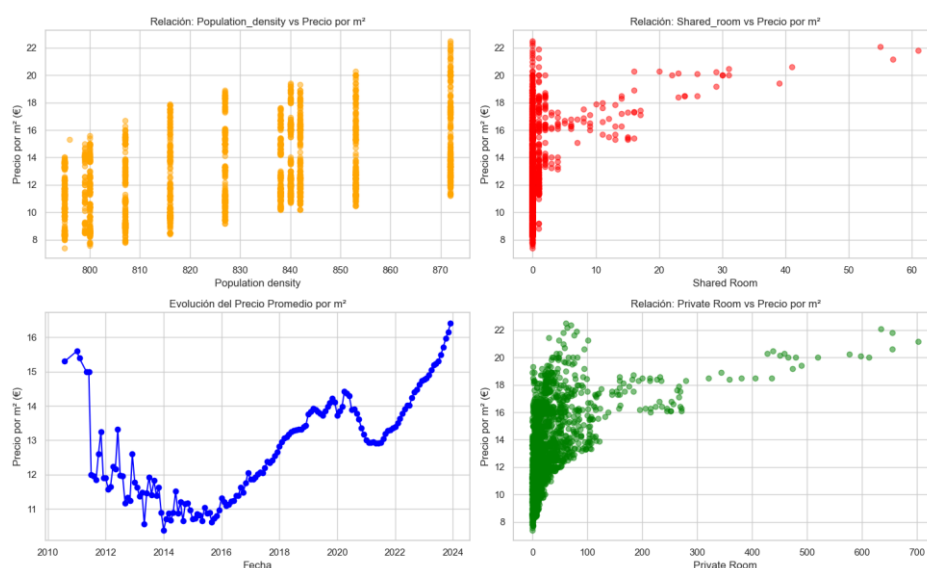 Relación: Population_density vs Precio por m²
Precio por m² (€)
22
20
18
16
14
12
10
8
800 810 820 830 840 850 860 870
Population density
Relación: Shared_room vs Precio por m²
Precio por m² (€)
22
20
18
16
14
12
10
8
0 10 20 30 40 50 60
Shared Room
Evolución del Precio Promedio por m²
Precio por m² (€)
16
15
14
13
12
11
2010 2012 2014 2016 2018 2020 2022 2024
Fecha
Relación: Private Room vs Precio por m²
Precio por m² (€)
22
20
18
16
14
12
10
8
0 100 200 300 400 500 600 700
Private Room